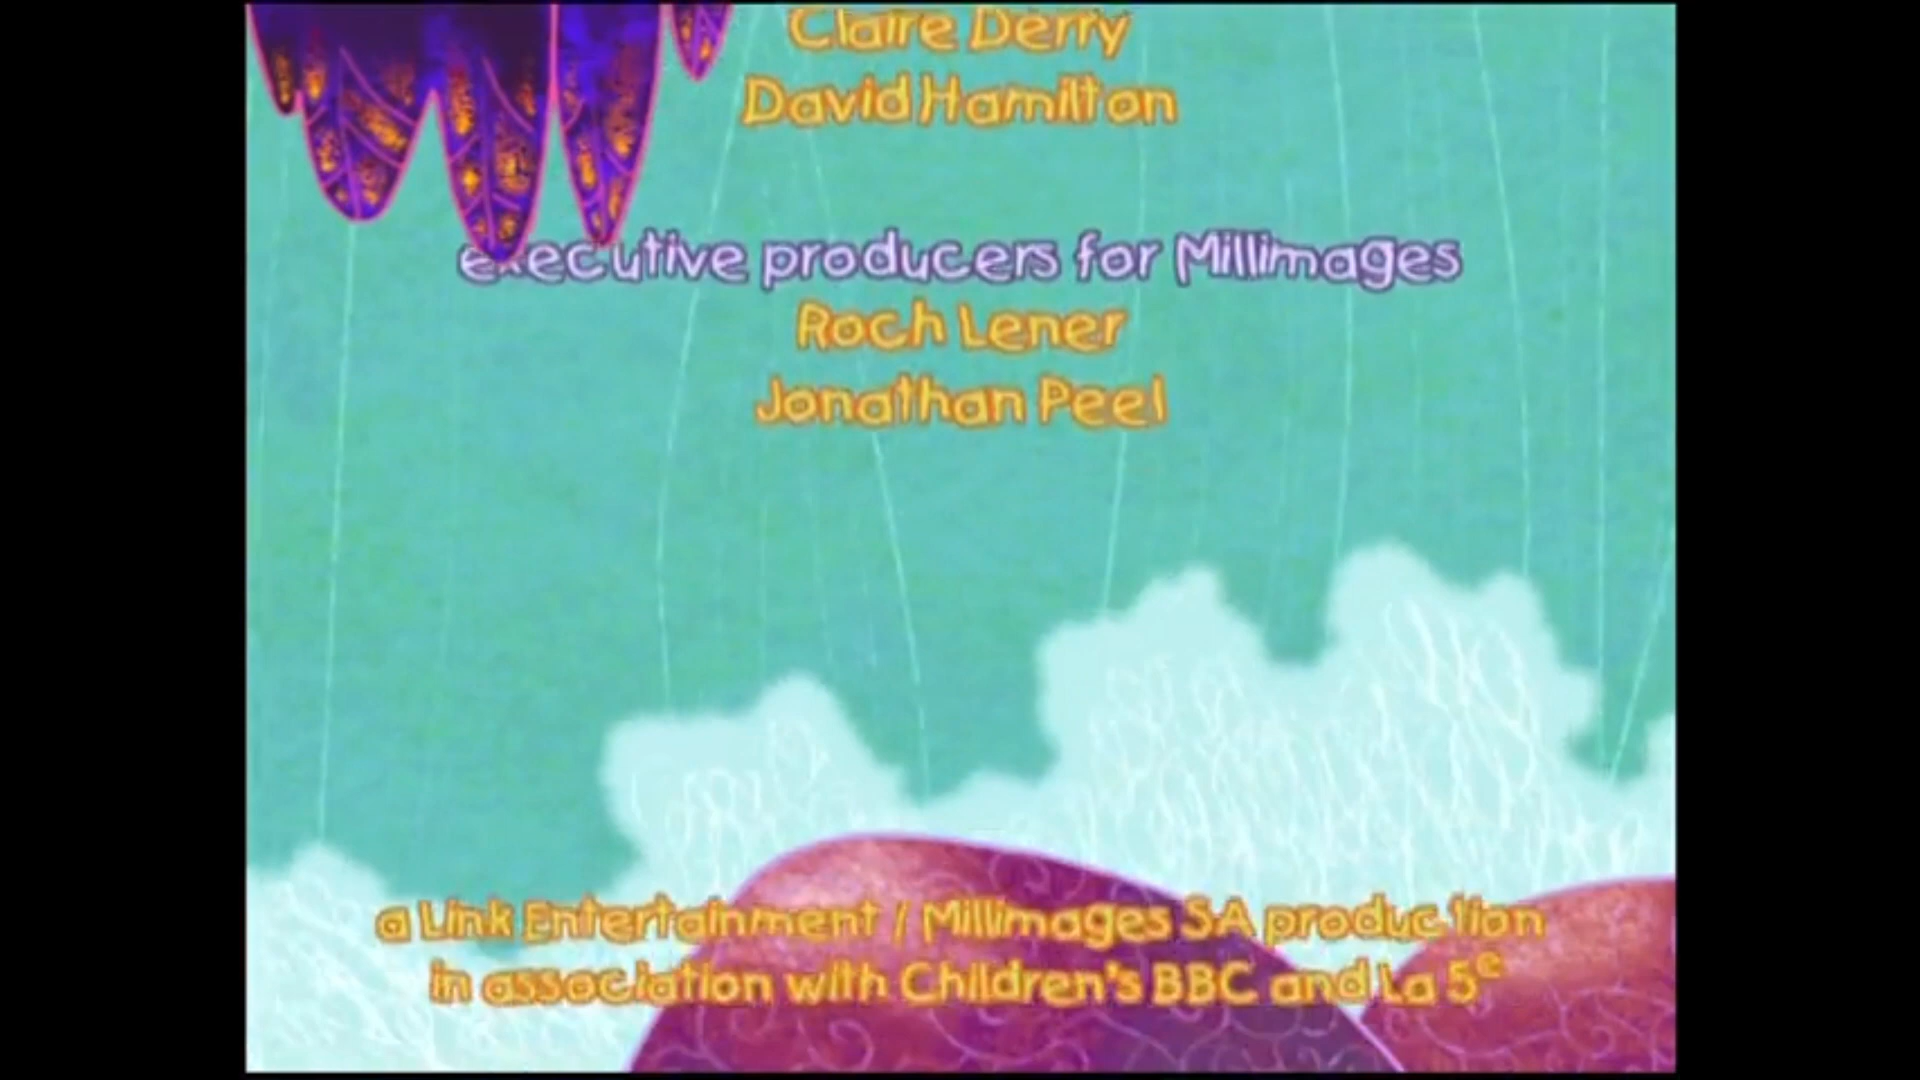 Claire Derry
David Hamilton
executive producers for Millimages
Roch Lener
Jonathan Peel
a Link Entertainment / Millimages SA production
in association with Children's BBC and La 5e